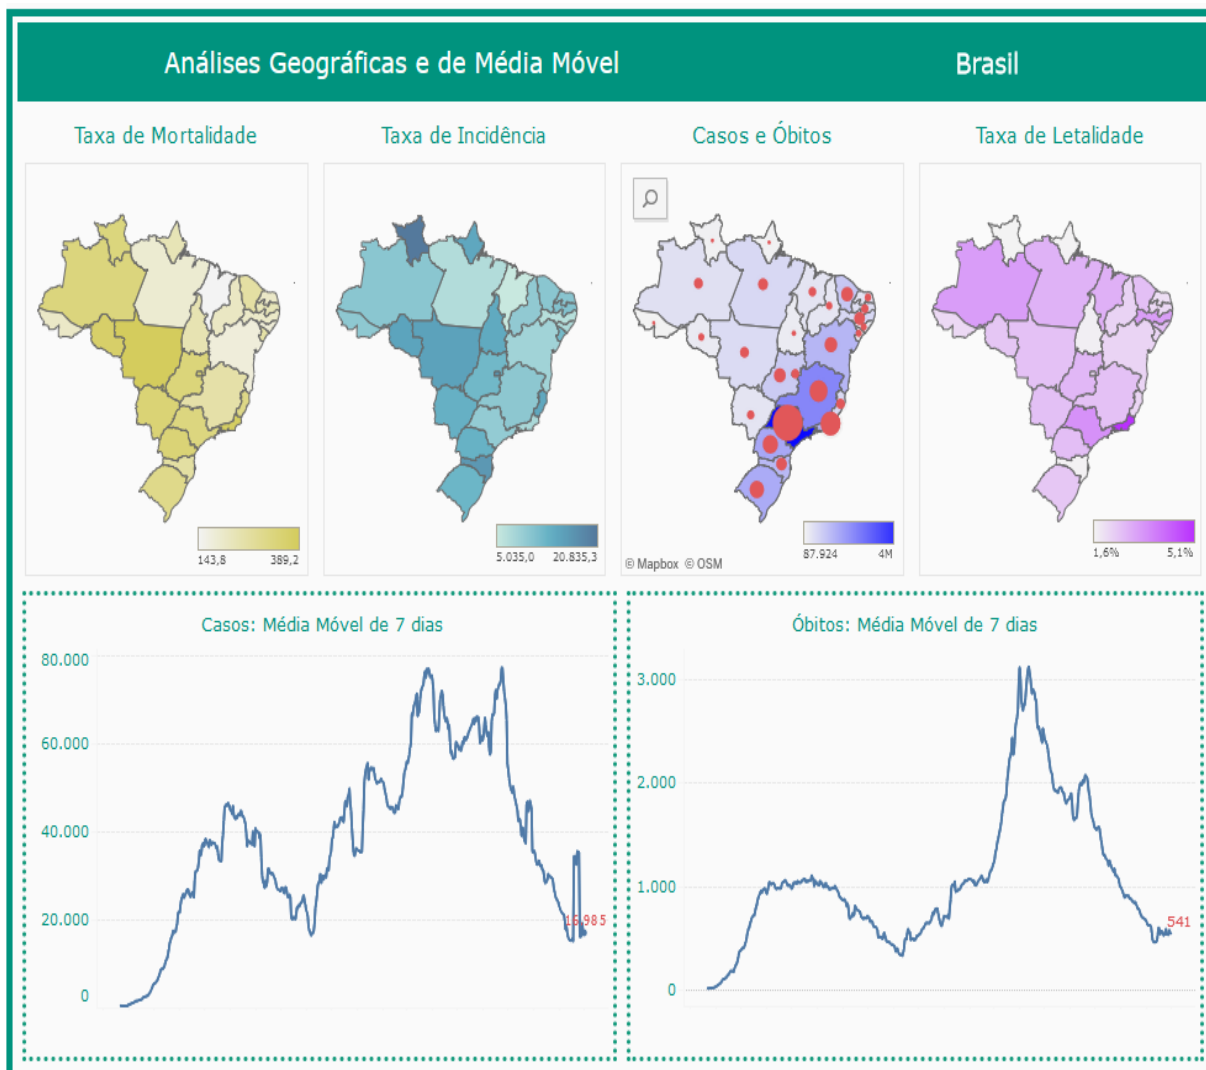 Análises Geográficas e de Média Móvel
Brasil
Taxa de Mortalidade
Taxa de Incidência
Casos e Óbitos
Taxa de Letalidade
143,8
389,2
5.035,0
20.835,3
© Mapbox © OSM
87.924
4M
1,6%
5,1%
Casos: Média Móvel de 7 dias
80.000
60.000
40.000
20.000
0
Óbitos: Média Móvel de 7 dias
3.000
2.000
1.000
0
541